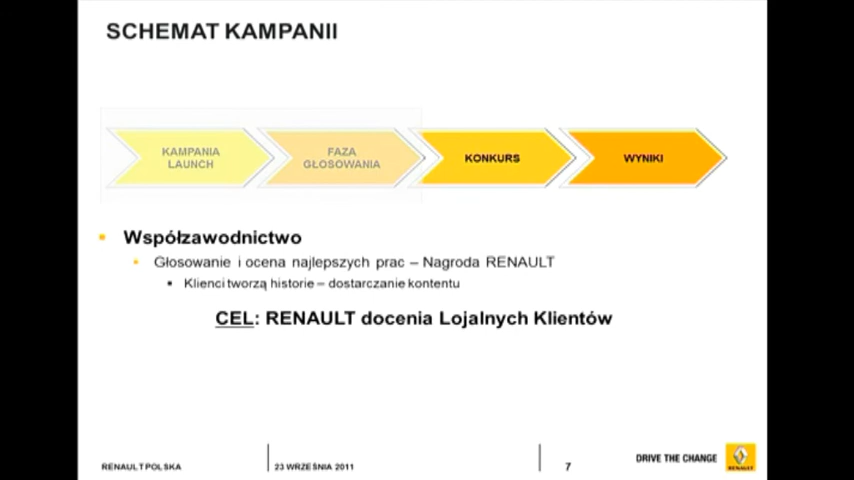 SCHEMAT KAMPANII
KAMPANIA
LAUNCH
FAZA
GŁOSOWANIA
KONKURS
WYNIKI
Współzawodnictwo
Głosowanie i ocena najlepszych prac – Nagroda RENAULT
Klienci tworzą historie – dostarczanie kontentu
CEL: RENAULT docenia Lojalnych Klientów
RENAULT POLSKA
23 WRZEŚNIA 2011
7
DRIVE THE CHANGE
RENAULT